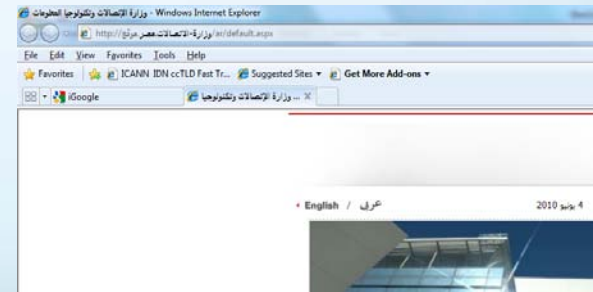 وزارة الإتصالات وتكنولوجيا المعلومات - Windows Internet Explorer
http://وزارة-الاتصالات.مصر/ar/default.aspx
File Edit View Favorites Tools Help
Favorites ICANN IDN ccTLD Fast Tr... Suggested Sites Get More Add-ons
iGoogle وزارة الإتصالات وتكنولوجيا ... X
English / عربى 4 يونيو 2010